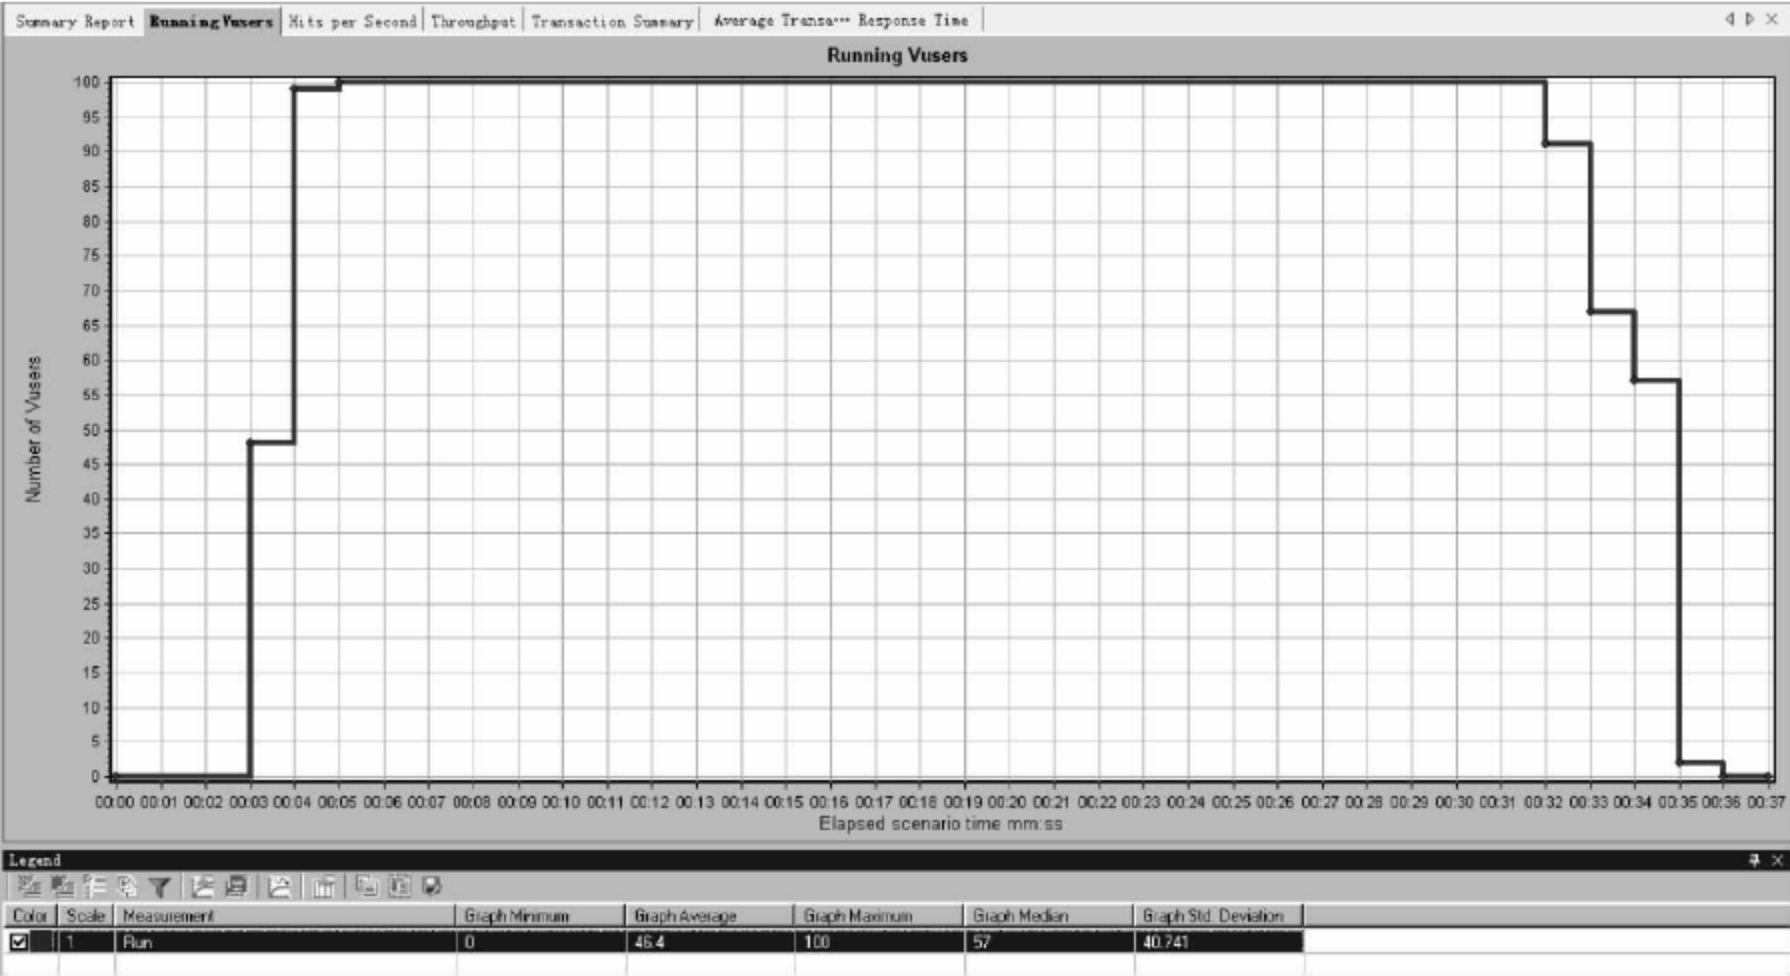 Summary Report Running Vusers Hits per Second Throughput Transaction Summary Average Transa··· Response Time
Running Vusers
100
95
90
85
80
75
70
65
60
55
50
45
40
35
30
25
20
15
10
5
0
Number of Vusers
00:00 00:01 00:02 00:03 00:04 00:05 00:06 00:07 00:08 00:09 00:10 00:11 00:12 00:13 00:14 00:15 00:16 00:17 00:18 00:19 00:20 00:21 00:22 00:23 00:24 00:25 00:26 00:27 00:28 00:29 00:30 00:31 00:32 00:33 00:34 00:35 00:36 00:37
Elapsed scenario time mm:ss
Legend
Color Scale Measurement Graph Minimum Graph Average Graph Maximum Graph Median Graph Std. Deviation
1 Run 0 46.4 100 57 40.741